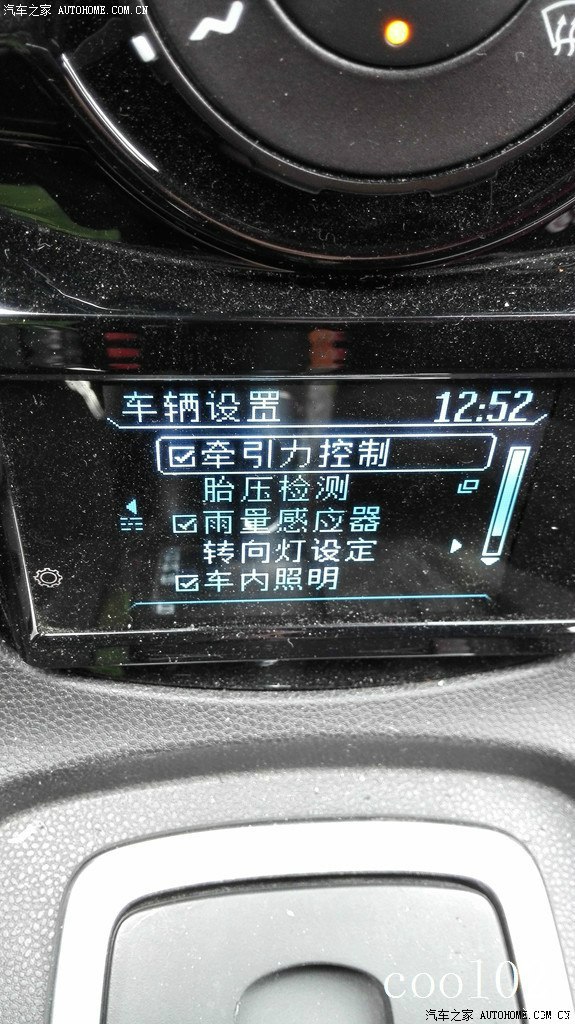 汽车之家 AUTOHOME.COM.CN
车辆设置 12:52
牵引力控制
胎压检测
雨量感应器
转向灯设定
车内照明
汽车之家 AUTOHOME.COM.CN